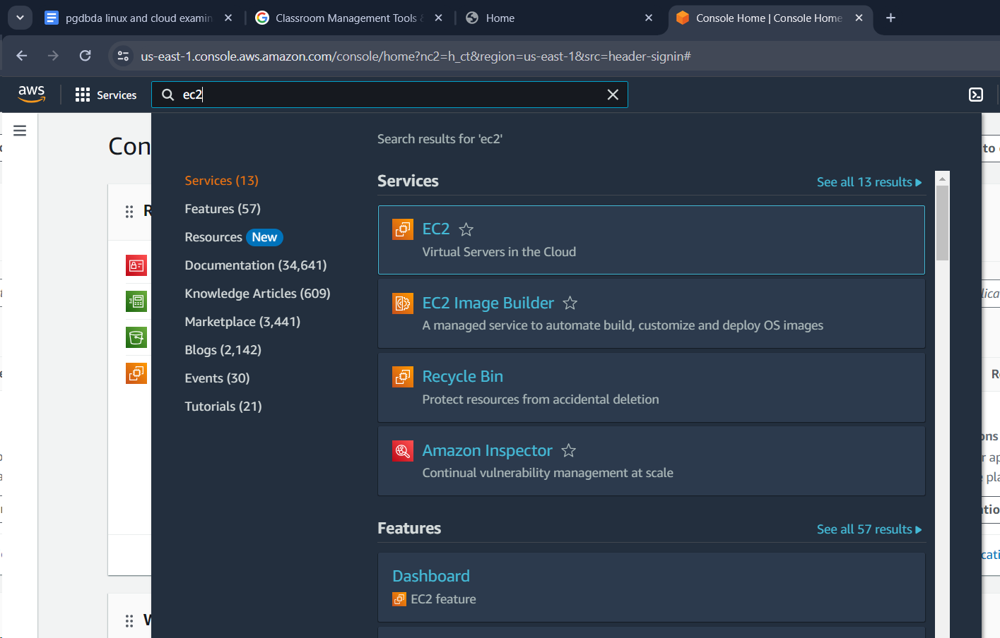 pgdbda linux and cloud examin
Classroom Management Tools &
Home
Console Home | Console Home
us-east-1.console.aws.amazon.com/console/home?nc2=h_ct&region=us-east-1&src=header-signin#
aws
Services
ec2
Con
to
Search results for 'ec2'
Services (13)
Features (57)
Resources New
Documentation (34,641)
Knowledge Articles (609)
Marketplace (3,441)
Blogs (2,142)
Events (30)
Tutorials (21)
Services
See all 13 results
EC2
Virtual Servers in the Cloud
EC2 Image Builder
A managed service to automate build, customize and deploy OS images
Recycle Bin
Protect resources from accidental deletion
Amazon Inspector
Continual vulnerability management at scale
Features
See all 57 results
Dashboard
EC2 feature
R
W
lica
R
ons
r ap
pla
tio
cati